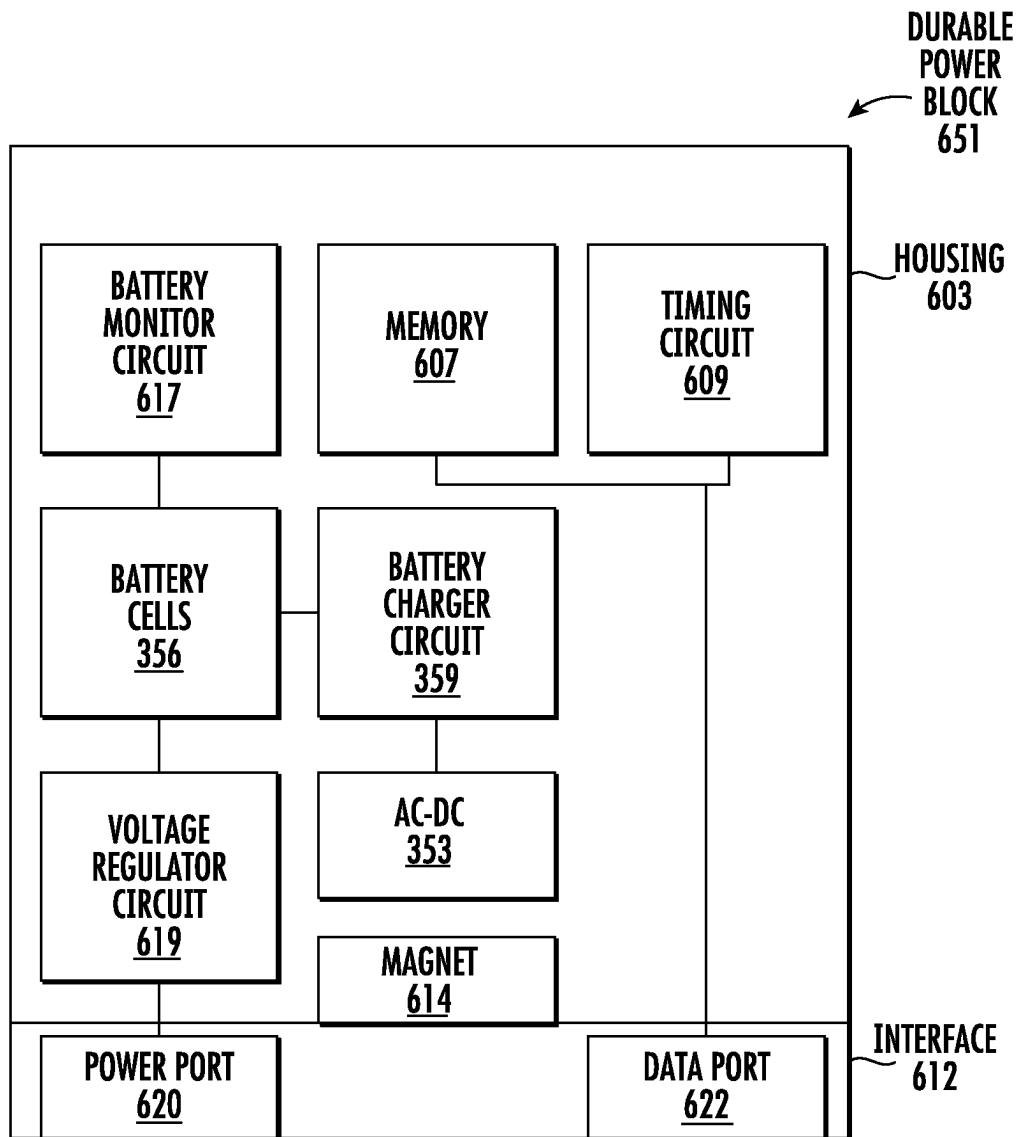 DURABLE
POWER
BLOCK
651
HOUSING
603
BATTERY
MONITOR
CIRCUIT
617
MEMORY
607
TIMING
CIRCUIT
609
BATTERY
CELLS
356
BATTERY
CHARGER
CIRCUIT
359
VOLTAGE
REGULATOR
CIRCUIT
619
AC-DC
353
MAGNET
614
POWER PORT
620
DATA PORT
622
INTERFACE
612